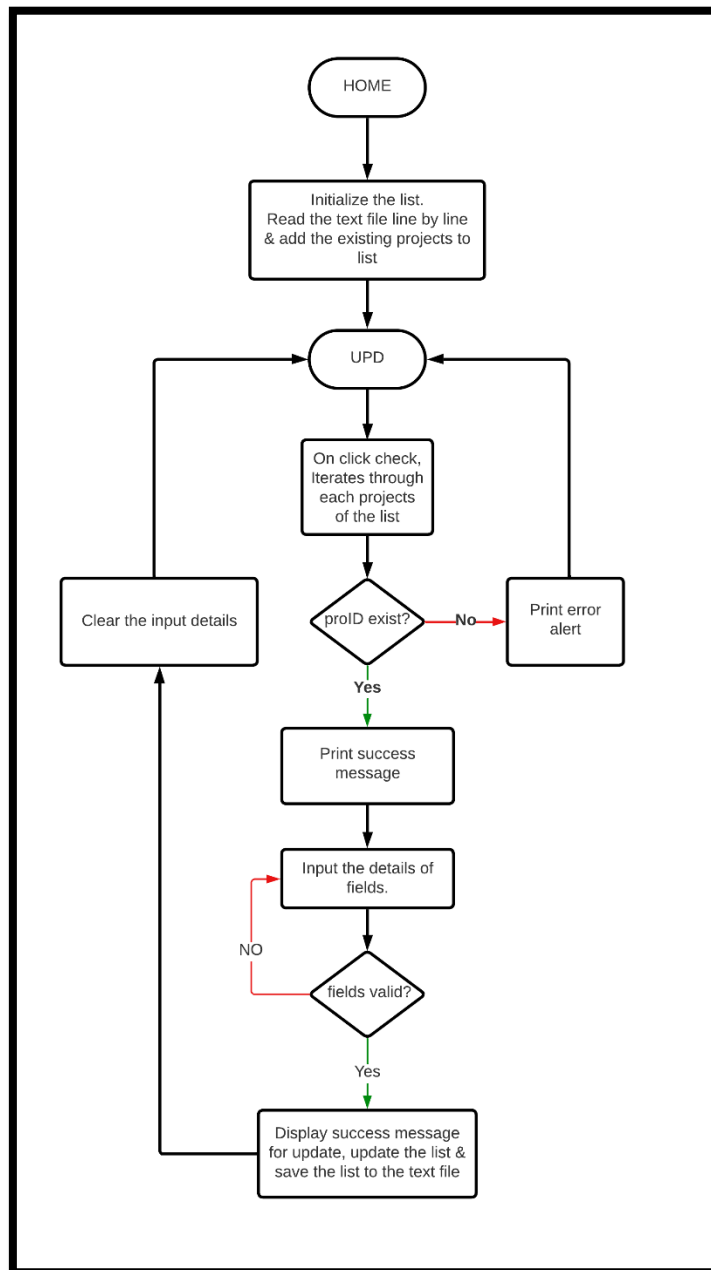 HOME
Initialize the list.
Read the text file line by line
& add the existing projects to
list
UPD
On click check,
Iterates through
each projects
of the list
Clear the input details
proID exist?
No
Print error
alert
Yes
Print success
message
Input the details of
fields.
NO
fields valid?
Yes
Display success message
for update, update the list &
save the list to the text file